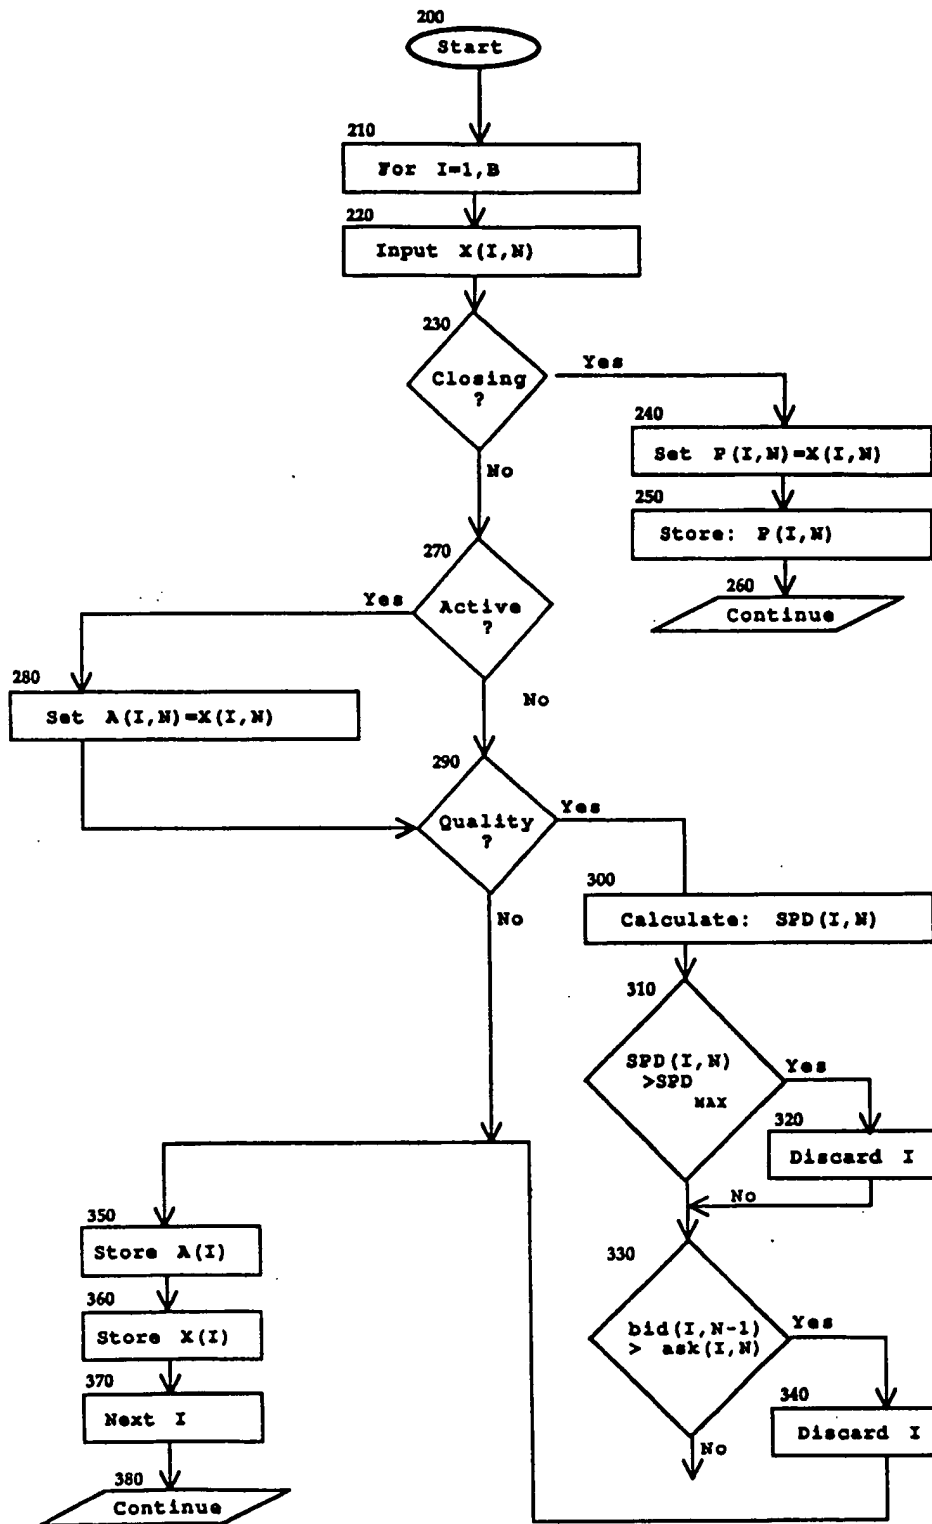 200
Start
210
For I=1,B
220
Input X(I,N)
230
Closing
?
Yes
No
240
Set P(I,N)=X(I,N)
250
Store: P(I,N)
260
Continue
270
Active
?
Yes
No
280
Set A(I,N)=X(I,N)
290
Quality
?
Yes
No
300
Calculate: SPD(I,N)
310
SPD(I,N)
>SPD
MAX
Yes
No
320
Discard I
330
bid(I,N-1)
> ask(I,N)
Yes
No
340
Discard I
350
Store A(I)
360
Store X(I)
370
Next I
380
Continue